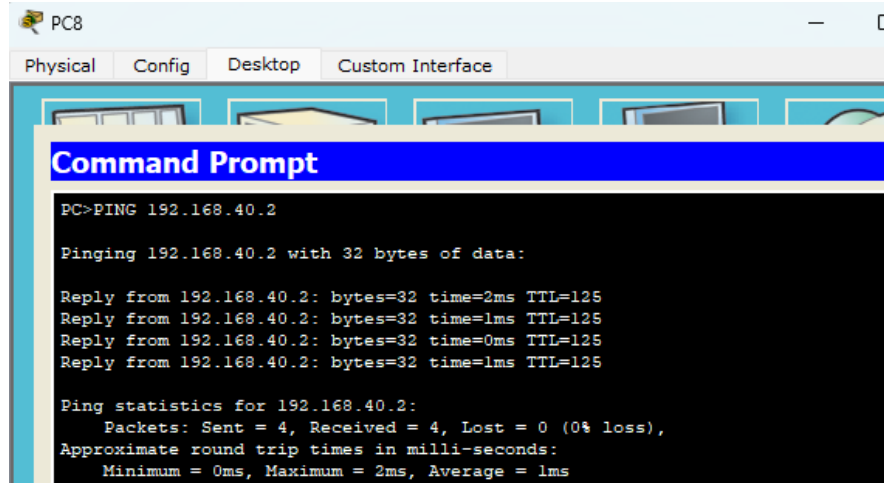 PC8
Physical Config Desktop Custom Interface
Command Prompt
PC>PING 192.168.40.2
Pinging 192.168.40.2 with 32 bytes of data:
Reply from 192.168.40.2: bytes=32 time=2ms TTL=125
Reply from 192.168.40.2: bytes=32 time=1ms TTL=125
Reply from 192.168.40.2: bytes=32 time=0ms TTL=125
Reply from 192.168.40.2: bytes=32 time=1ms TTL=125
Ping statistics for 192.168.40.2:
Packets: Sent = 4, Received = 4, Lost = 0 (0% loss),
Approximate round trip times in milli-seconds:
Minimum = 0ms, Maximum = 2ms, Average = 1ms